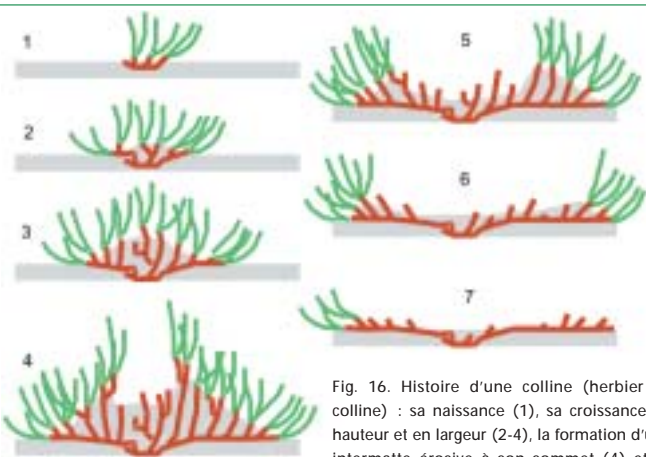 1
2
3
4
5
6
7
Fig. 16. Histoire d'une colline (herbier
colline) : sa naissance (1), sa croissance
hauteur et en largeur (2-4), la formation d'u
intermatte érosive à son sommet (4) et